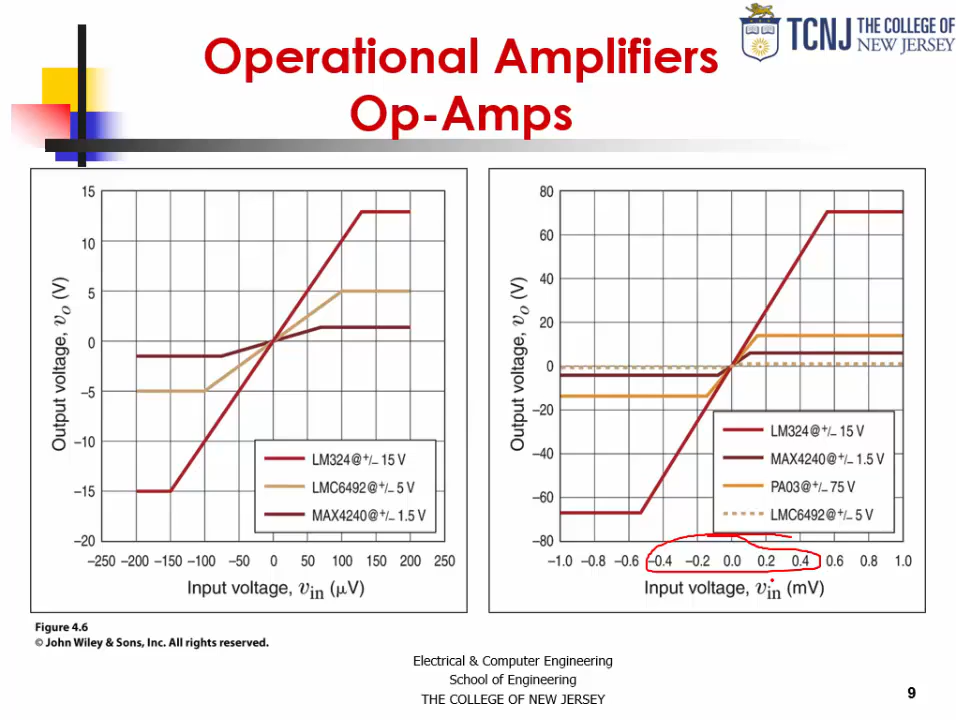 TCNJ THE COLLEGE OF
NEW JERSEY
Operational Amplifiers
Op-Amps
15
10
5
0
–5
–10
–15
–20
Output voltage, vo (V)
LM324@+/– 15 V
LMC6492@+/– 5 V
MAX4240@+/– 1.5 V
–250 –200 –150 –100 –50 0 50 100 150 200 250
Input voltage, vin (μV)
80
60
40
20
0
–20
–40
–60
–80
Output voltage, vo (V)
LM324@+/– 15 V
MAX4240@+/– 1.5 V
PA03@+/– 75 V
LMC6492@+/– 5 V
–1.0 –0.8 –0.6 –0.4 –0.2 0.0 0.2 0.4 0.6 0.8 1.0
Input voltage, vin (mV)
Figure 4.6
© John Wiley & Sons, Inc. All rights reserved.
Electrical & Computer Engineering
School of Engineering
THE COLLEGE OF NEW JERSEY
9